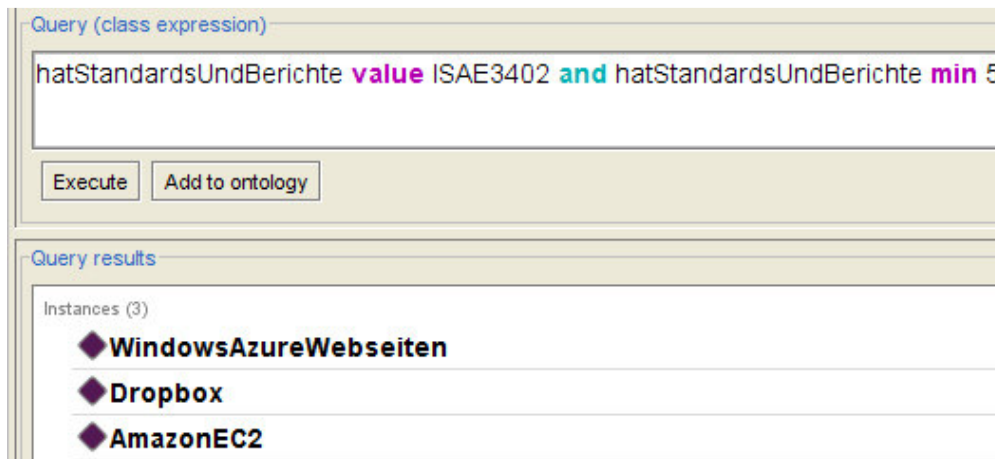 Query (class expression)
hatStandardsUndBerichte value ISAE3402 and hatStandardsUndBerichte min 5
Execute
Add to ontology
Query results
Instances (3)
WindowsAzureWebseiten
Dropbox
AmazonEC2